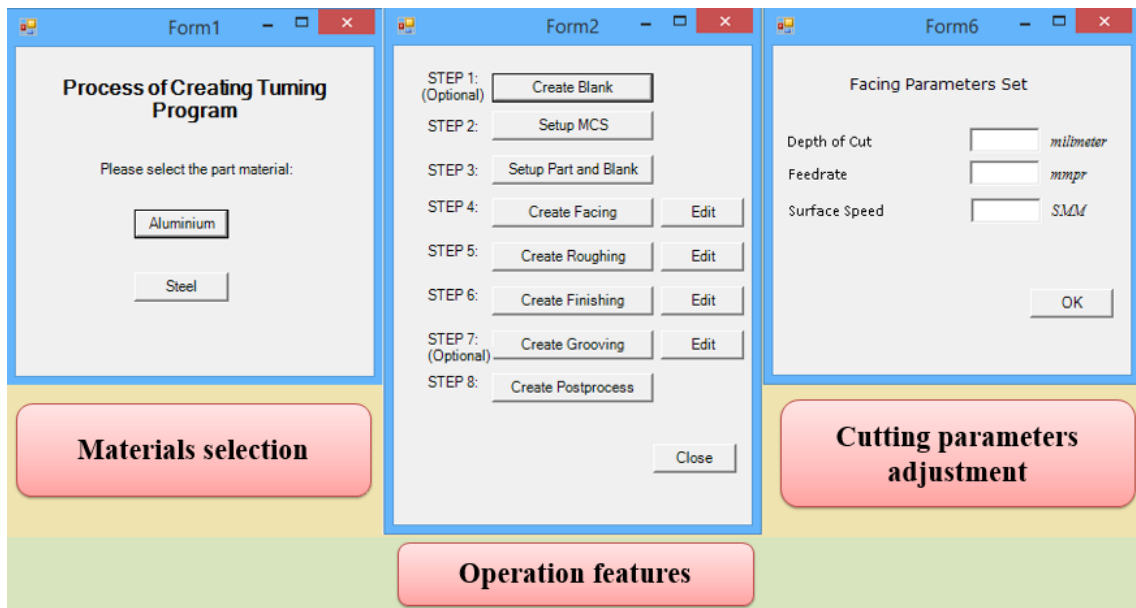 Form1
Process of Creating Turning
Program
Please select the part material:
Aluminium
Steel
Materials selection
Form2
STEP 1:
(Optional)
Create Blank
STEP 2:
Setup MCS
STEP 3:
Setup Part and Blank
STEP 4:
Create Facing
Edit
STEP 5:
Create Roughing
Edit
STEP 6:
Create Finishing
Edit
STEP 7:
(Optional)
Create Grooving
Edit
STEP 8:
Create Postprocess
Close
Operation features
Form6
Facing Parameters Set
Depth of Cut
milimeter
Feedrate
mmpr
Surface Speed
SMM
OK
Cutting parameters
adjustment